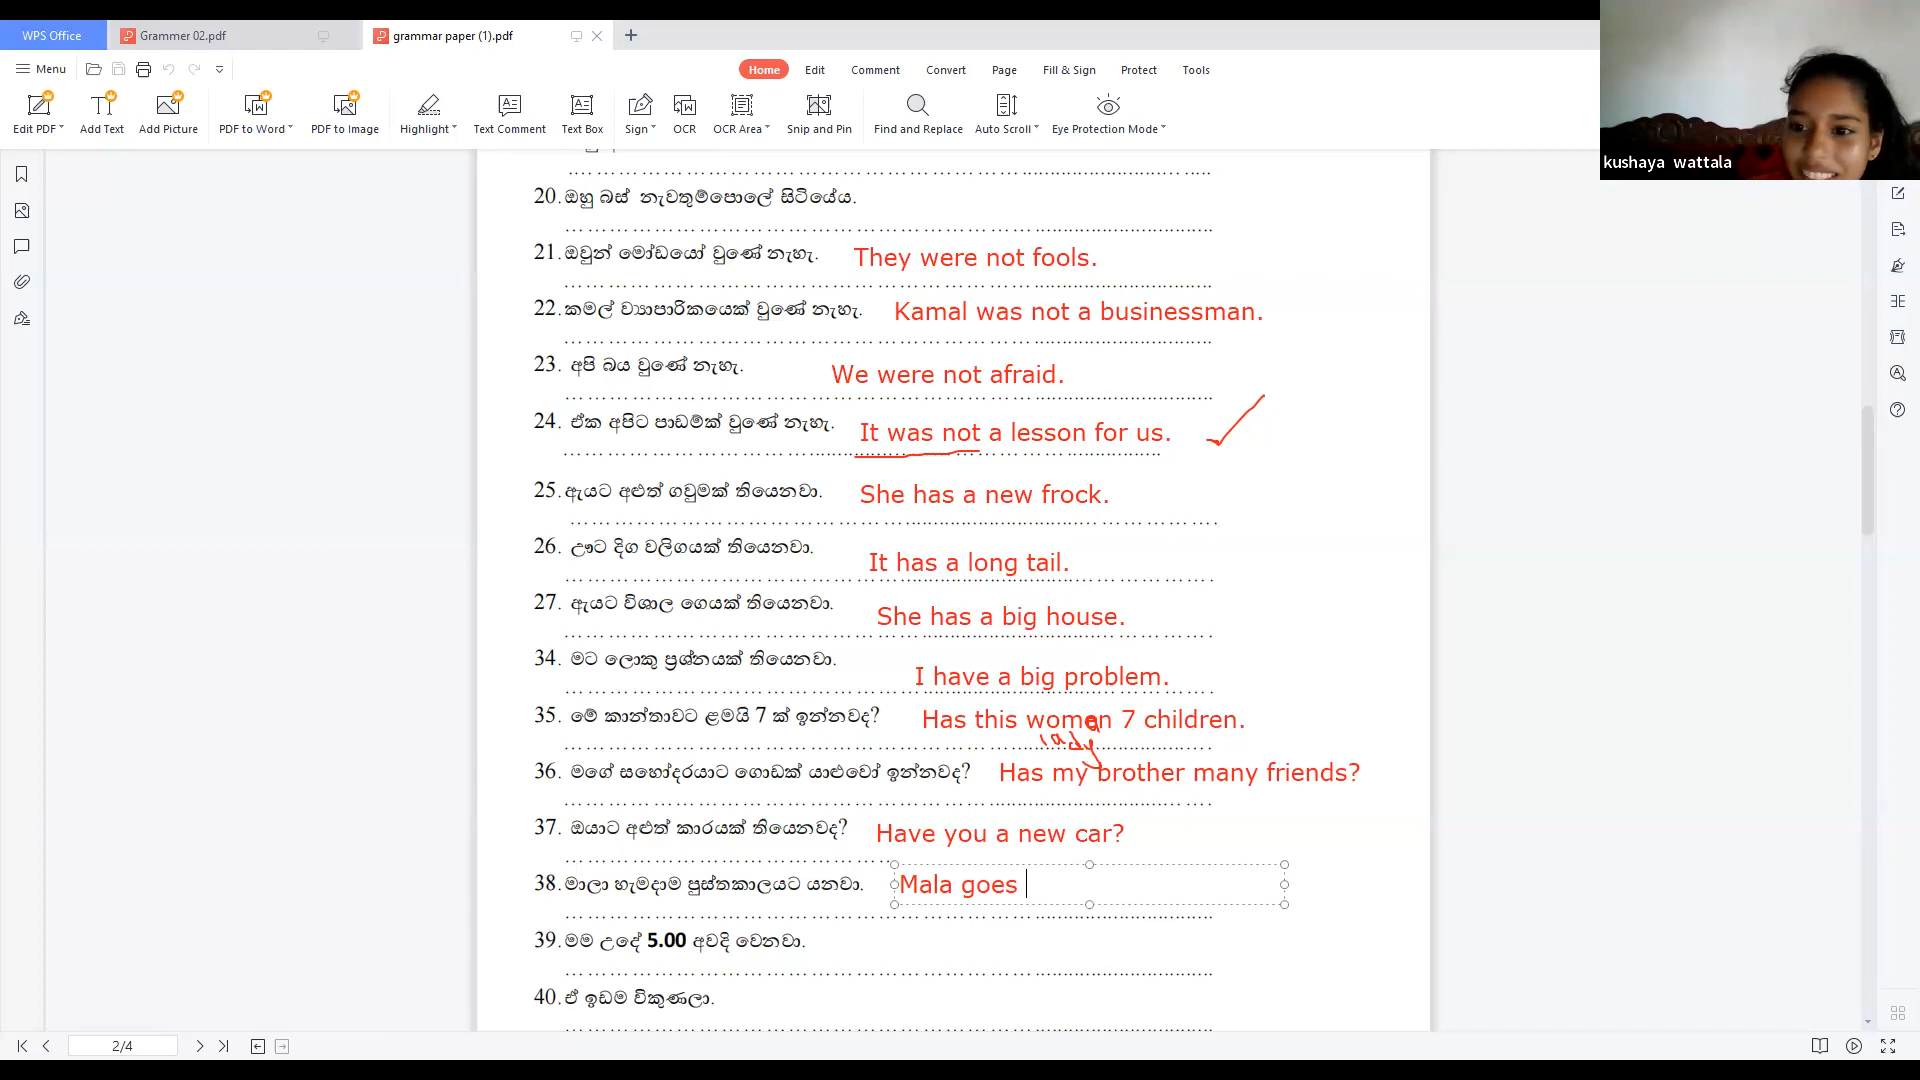 WPS Office
Grammer 02.pdf
grammar paper (1).pdf
Menu
Home Edit Comment Convert Page Fill & Sign Protect Tools
Edit PDF Add Text Add Picture PDF to Word PDF to Image Highlight Text Comment Text Box Sign OCR OCR Area Snip and Pin Find and Replace Auto Scroll Eye Protection Mode
kushaya wattala
20. ඔහු බස් නැවතුම්පොලේ සිටියේය.
21. ඔවුන් මෝඩයෝ වුණේ නැහැ. They were not fools.
22. කමල් ව්‍යාපාරිකයෙක් වුණේ නැහැ. Kamal was not a businessman.
23. අපි බය වුණේ නැහැ. We were not afraid.
24. ඒක අපිට පාඩමක් වුණේ නැහැ. It was not a lesson for us.
25. ඇයට අළුත් ගවුමක් තියෙනවා. She has a new frock.
26. ඌට දිග වලිගයක් තියෙනවා. It has a long tail.
27. ඇයට විශාල ගෙයක් තියෙනවා. She has a big house.
34. මට ලොකු ප්‍රශ්නයක් තියෙනවා. I have a big problem.
35. මේ කාන්තාවට ළමයි 7 ක් ඉන්නවද? Has this women 7 children.
lady
36. මගේ සහෝදරයාට ගොඩක් යාළුවෝ ඉන්නවද? Has my brother many friends?
37. ඔයාට අළුත් කාරයක් තියෙනවද? Have you a new car?
38. මාලා හැමදාම පුස්තකාලයට යනවා. Mala goes
39. මම උදේ 5.00 අවදි වෙනවා.
40. ඒ ඉඩම විකුණලා.
2/4